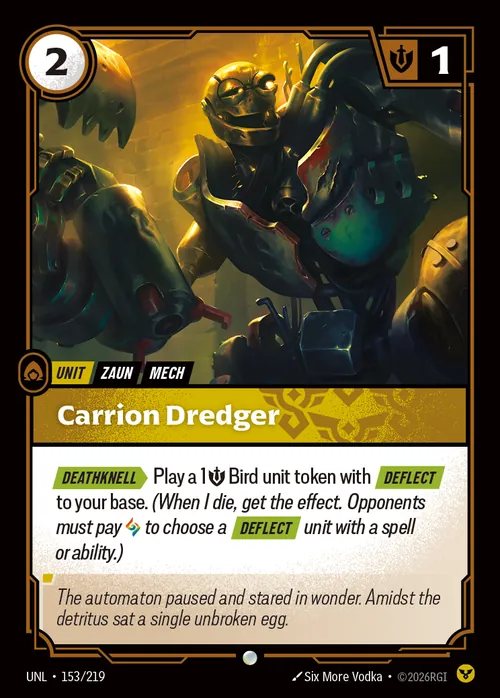 2
1
UNIT ZAUN MECH
Carrion Dredger
DEATHKNELL Play a 1 Bird unit token with DEFLECT
to your base. (When I die, get the effect. Opponents
must pay to choose a DEFLECT unit with a spell
or ability.)
The automaton paused and stared in wonder. Amidst the
detritus sat a single unbroken egg.
UNL • 153/219
Six More Vodka • ©2026RGI